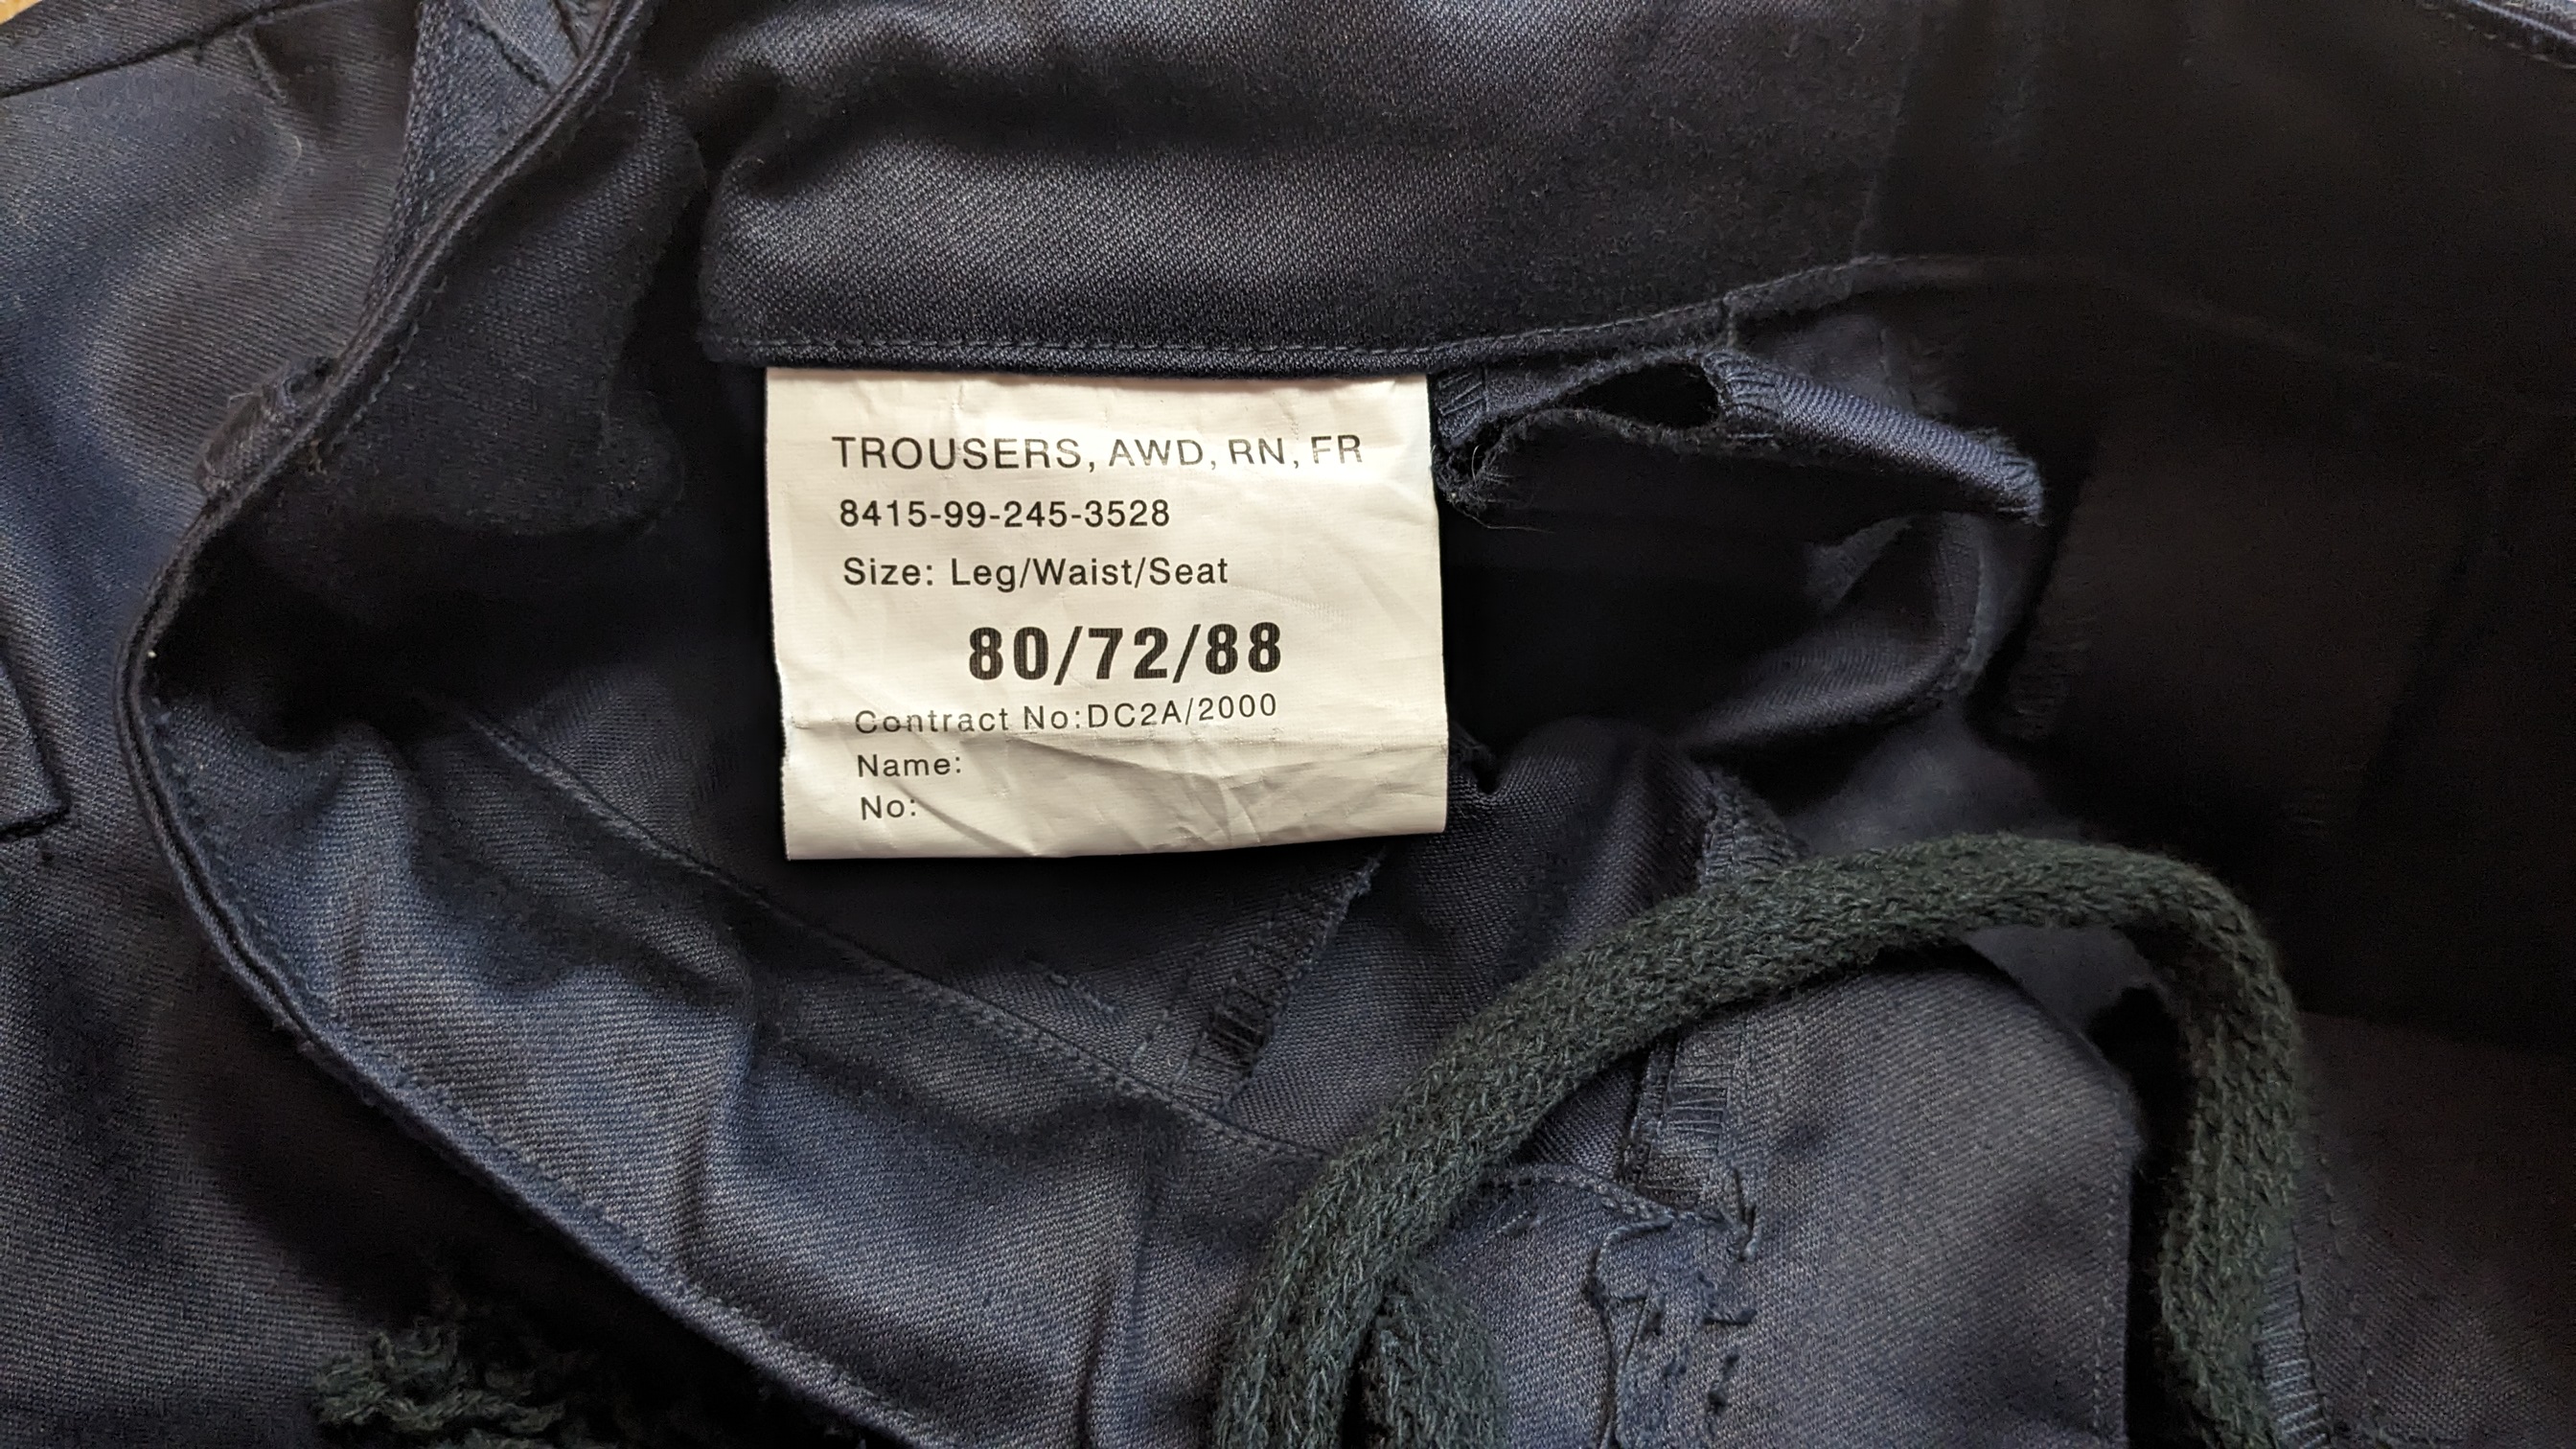 TROUSERS, AWD, RN, FR
8415-99-245-3528
Size: Leg/Waist/Seat
80/72/88
Contract No:DC2A/2000
Name:
No: